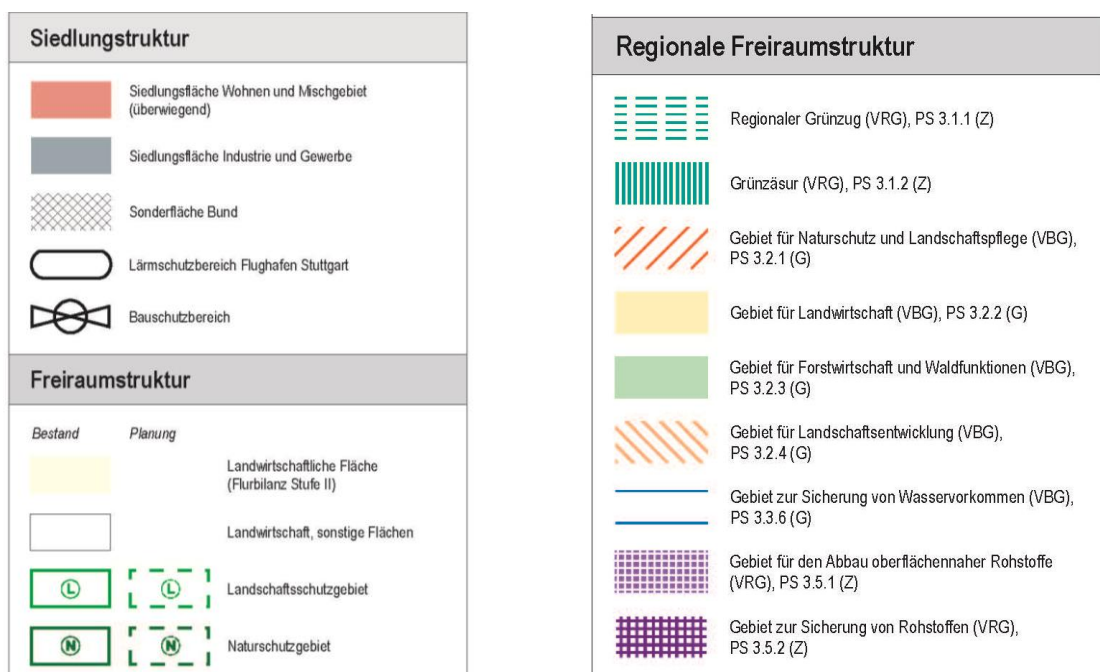 Siedlungstruktur
Siedlungsfläche Wohnen und Mischgebiet
(überwiegend)
Siedlungsfläche Industrie und Gewerbe
Sonderfläche Bund
Lärmschutzbereich Flughafen Stuttgart
Bauschutzbereich
Freiraumstruktur
Bestand Planung
Landwirtschaftliche Fläche
(Flurbilanz Stufe II)
Landwirtschaft, sonstige Flächen
L L Landschaftsschutzgebiet
N N Naturschutzgebiet
Regionale Freiraumstruktur
Regionaler Grünzug (VRG), PS 3.1.1 (Z)
Grünzäsur (VRG), PS 3.1.2 (Z)
Gebiet für Naturschutz und Landschaftspflege (VBG),
PS 3.2.1 (G)
Gebiet für Landwirtschaft (VBG), PS 3.2.2 (G)
Gebiet für Forstwirtschaft und Waldfunktionen (VBG),
PS 3.2.3 (G)
Gebiet für Landschaftsentwicklung (VBG),
PS 3.2.4 (G)
Gebiet zur Sicherung von Wasservorkommen (VBG),
PS 3.3.6 (G)
Gebiet für den Abbau oberflächennaher Rohstoffe
(VRG), PS 3.5.1 (Z)
Gebiet zur Sicherung von Rohstoffen (VRG),
PS 3.5.2 (Z)